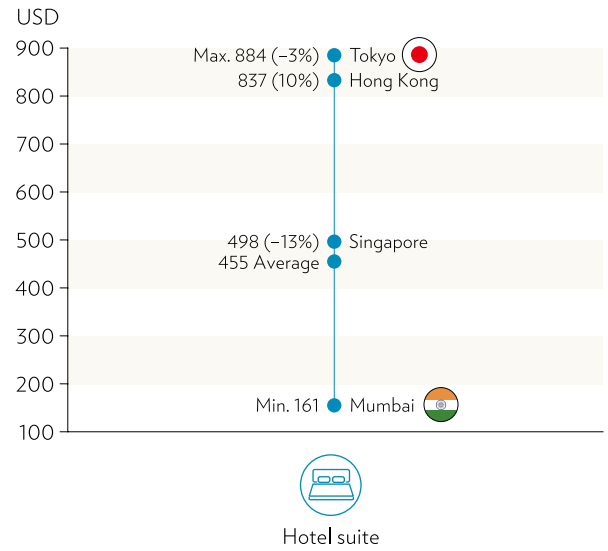 USD
900
Max. 884 (–3%) Tokyo
837 (10%) Hong Kong
800
700
600
500
498 (–13%) Singapore
455 Average
400
300
200
Min. 161 Mumbai
100
Hotel suite